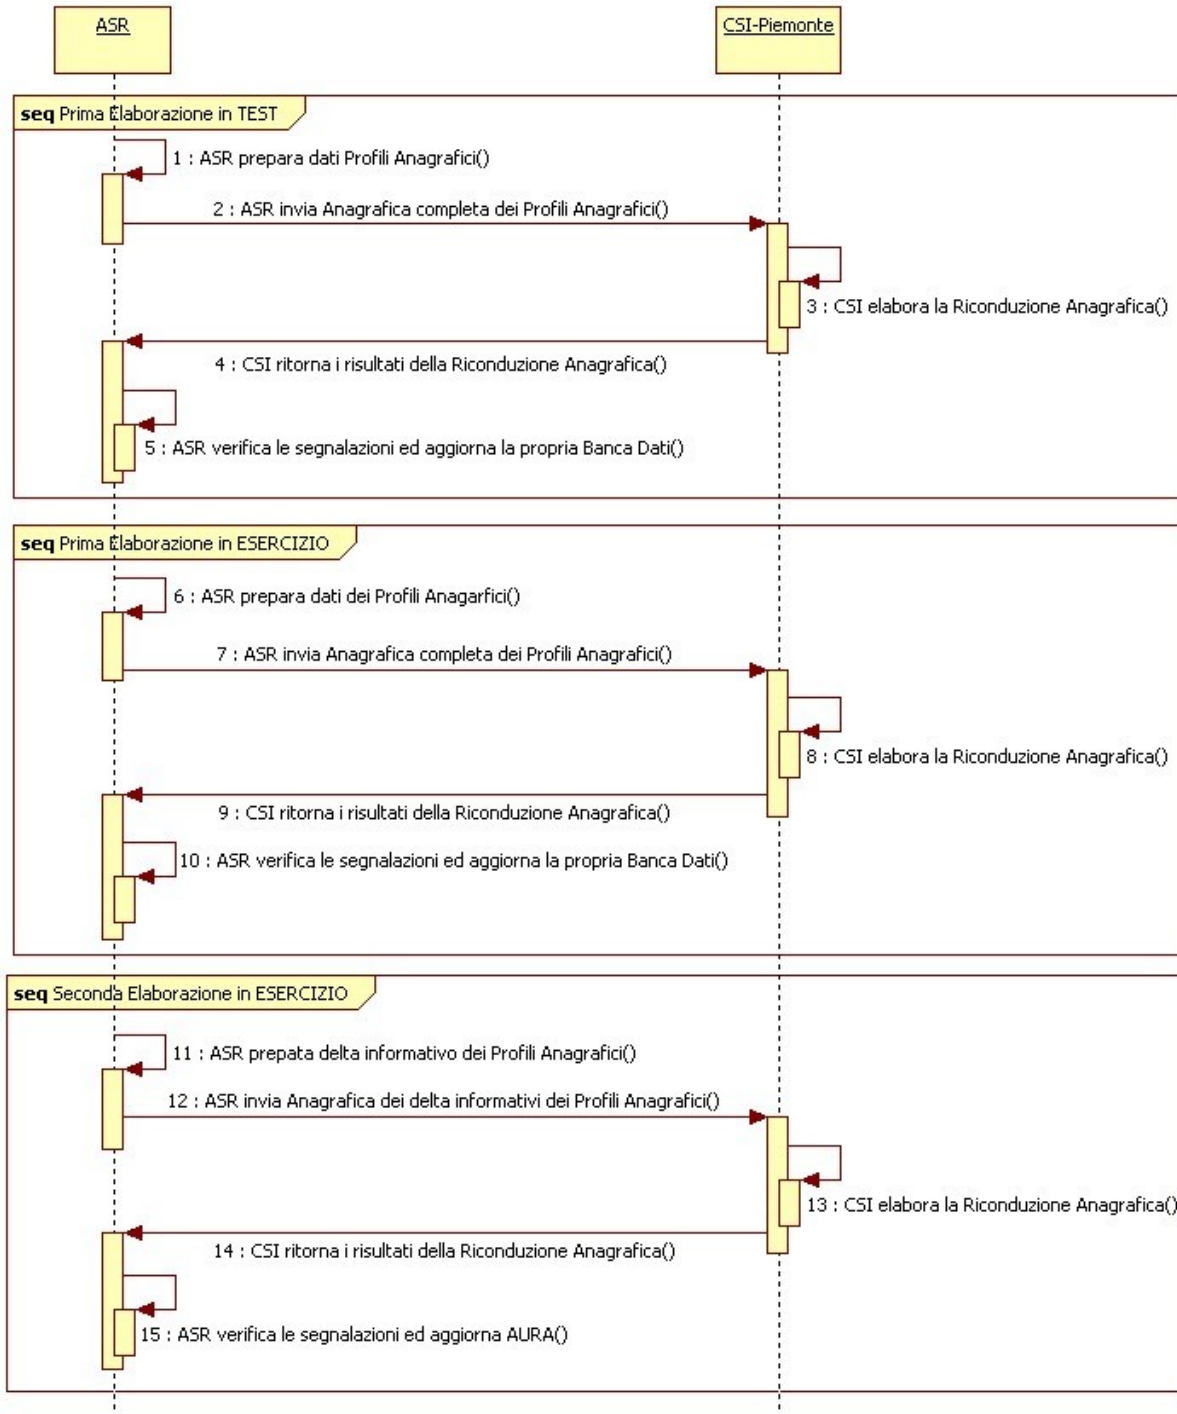 ASR
CSI-Piemonte
seq Prima Elaborazione in TEST
1 : ASR prepara dati Profili Anagrafici()
2 : ASR invia Anagrafica completa dei Profili Anagrafici()
3 : CSI elabora la Riconduzione Anagrafica()
4 : CSI ritorna i risultati della Riconduzione Anagrafica()
5 : ASR verifica le segnalazioni ed aggiorna la propria Banca Dati()
seq Prima Elaborazione in ESERCIZIO
6 : ASR prepara dati dei Profili Anagarfici()
7 : ASR invia Anagrafica completa dei Profili Anagrafici()
8 : CSI elabora la Riconduzione Anagrafica()
9 : CSI ritorna i risultati della Riconduzione Anagrafica()
10 : ASR verifica le segnalazioni ed aggiorna la propria Banca Dati()
seq Seconda Elaborazione in ESERCIZIO
11 : ASR prepata delta informativo dei Profili Anagrafici()
12 : ASR invia Anagrafica dei delta informativi dei Profili Anagrafici()
13 : CSI elabora la Riconduzione Anagrafica()
14 : CSI ritorna i risultati della Riconduzione Anagrafica()
15 : ASR verifica le segnalazioni ed aggiorna AURA()